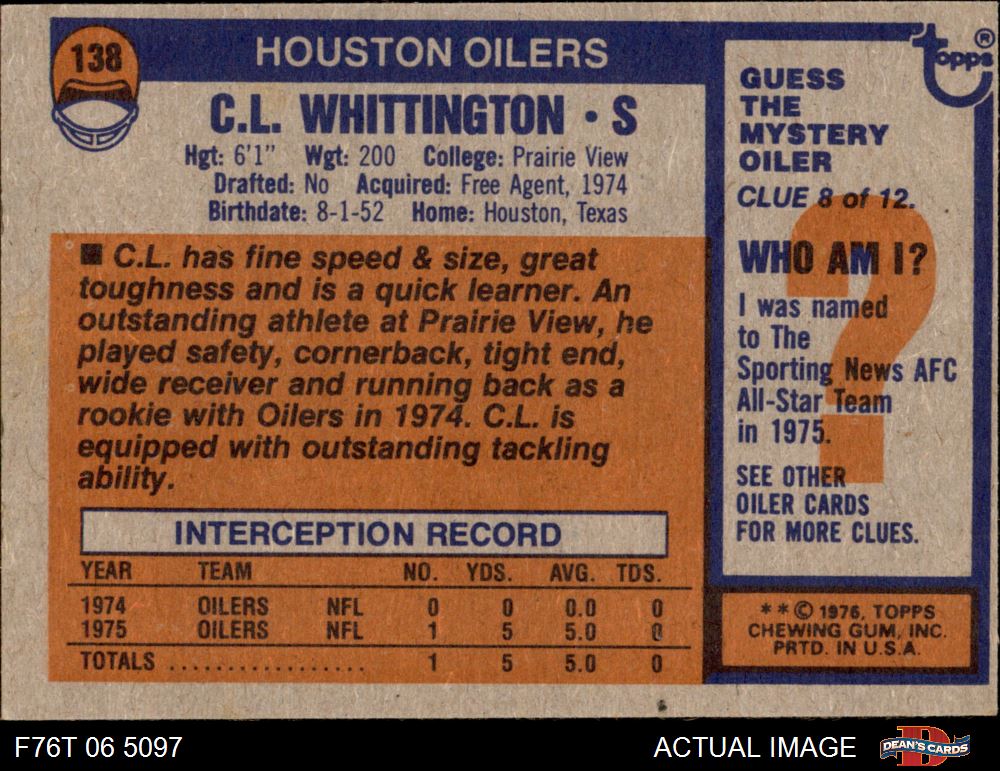 138
HOUSTON OILERS
C.L. WHITTINGTON • S
Hgt: 6'1" Wgt: 200 College: Prairie View
Drafted: No Acquired: Free Agent, 1974
Birthdate: 8-1-52 Home: Houston, Texas
■ C.L. has fine speed & size, great
toughness and is a quick learner. An
outstanding athlete at Prairie View, he
played safety, cornerback, tight end,
wide receiver and running back as a
rookie with Oilers in 1974. C.L. is
equipped with outstanding tackling
ability.
INTERCEPTION RECORD
YEAR TEAM NO. YDS. AVG. TDS.
1974 OILERS NFL 0 0 0.0 0
1975 OILERS NFL 1 5 5.0 0
TOTALS .................. 1 5 5.0 0
topps®
GUESS
THE
MYSTERY
OILER
CLUE 8 of 12.
?
WHO AM I?
I was named
to The
Sporting News AFC
All-Star Team
in 1975.
SEE OTHER
OILER CARDS
FOR MORE CLUES.
**© 1976, TOPPS
CHEWING GUM, INC.
PRTD. IN U.S.A.
F76T 06 5097
ACTUAL IMAGE
D
DEAN'S CARDS